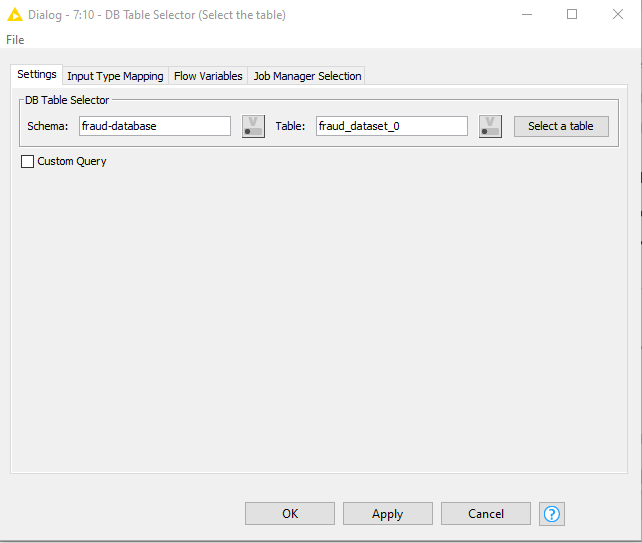 Dialog - 7:10 - DB Table Selector (Select the table)
File
Settings Input Type Mapping Flow Variables Job Manager Selection
DB Table Selector
Schema: fraud-database V Table: fraud_dataset_0 V Select a table
Custom Query
OK Apply Cancel ?